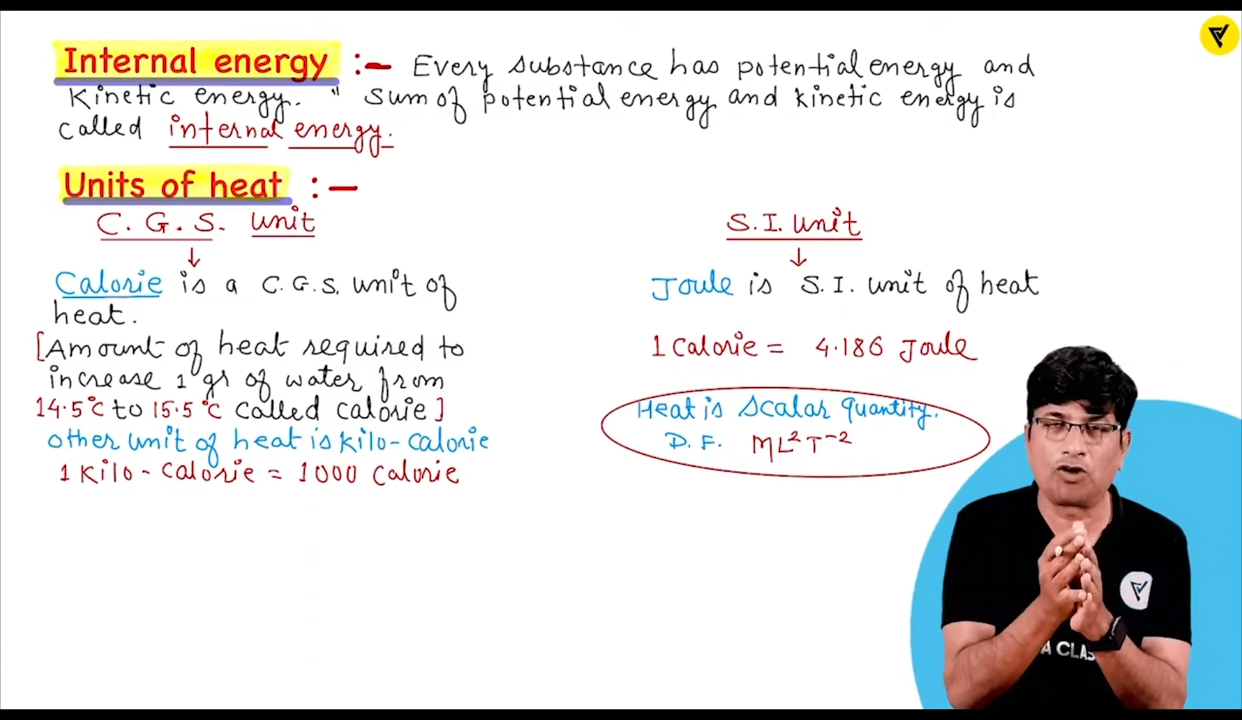 Internal energy :- Every substance has potential energy and
Kinetic energy. " Sum of potential energy and kinetic energy is
called internal energy.
Units of heat :-
C. G. S. unit
Calorie is a C.G.S. unit of
heat.
[Amount of heat required to
increase 1 gr of water from
14.5°C to 15.5°C called calorie]
other unit of heat is kilo-calorie
1 Kilo-calorie = 1000 calorie
S.I. unit
Joule is S.I. unit of heat
1 calorie = 4.186 Joule
Heat is scalar quantity.
D.F. ML²T⁻²
A CLAS